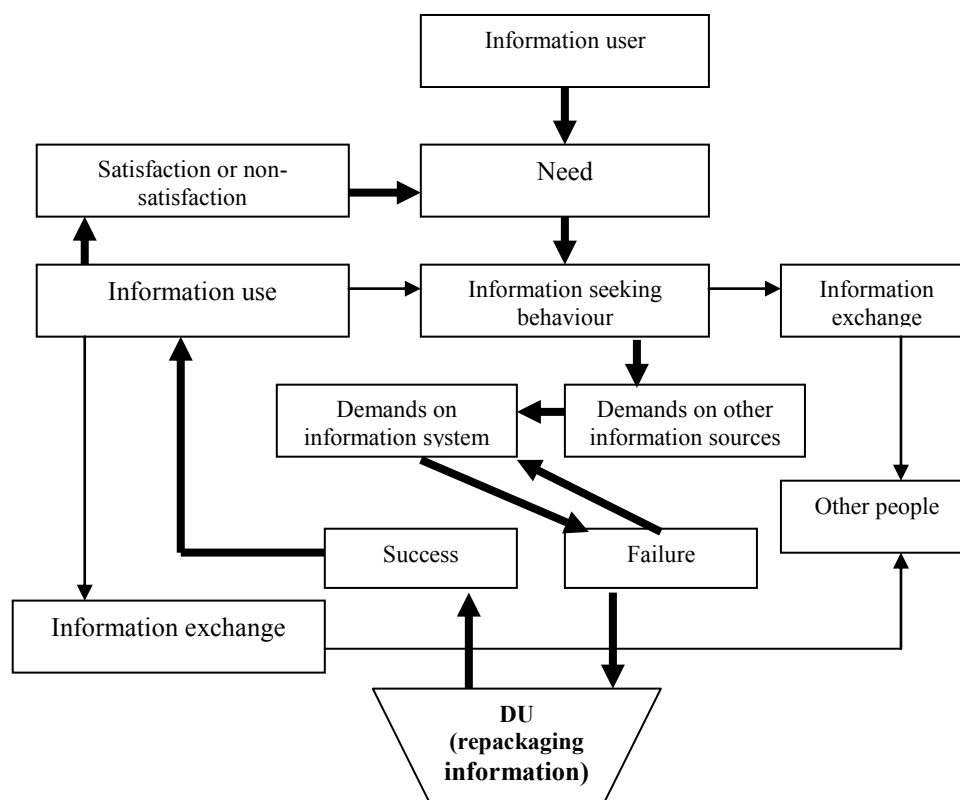 Information user
Satisfaction or non-
satisfaction
Need
Information use
Information seeking
behaviour
Information
exchange
Demands on
information system
Demands on other
information sources
Other people
Success
Failure
Information exchange
DU
(repackaging
information)